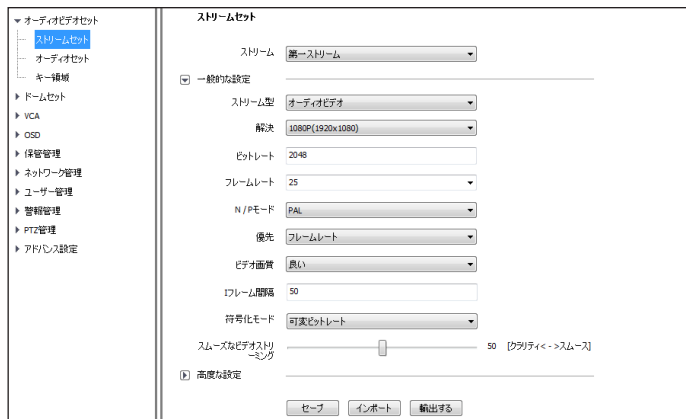 オーディオビデオセット
ストリームセット
オーディオセット
キー領域
ドームセット
VCA
OSD
保管管理
ネットワーク管理
ユーザー管理
警報管理
PTZ管理
アドバンス設定
ストリームセット
ストリーム 第一ストリーム
一般的な設定
ストリーム型 オーディオビデオ
解決 1080P(1920x1080)
ビットレート 2048
フレームレート 25
N /Pモード PAL
優先 フレームレート
ビデオ画質 良い
Iフレーム間隔 50
符号化モード 可変ビットレート
スムーズなビデオストリ
ーミング
50 [クラリティ< - >スムース]
高度な設定
セーブ インポート 輸出する